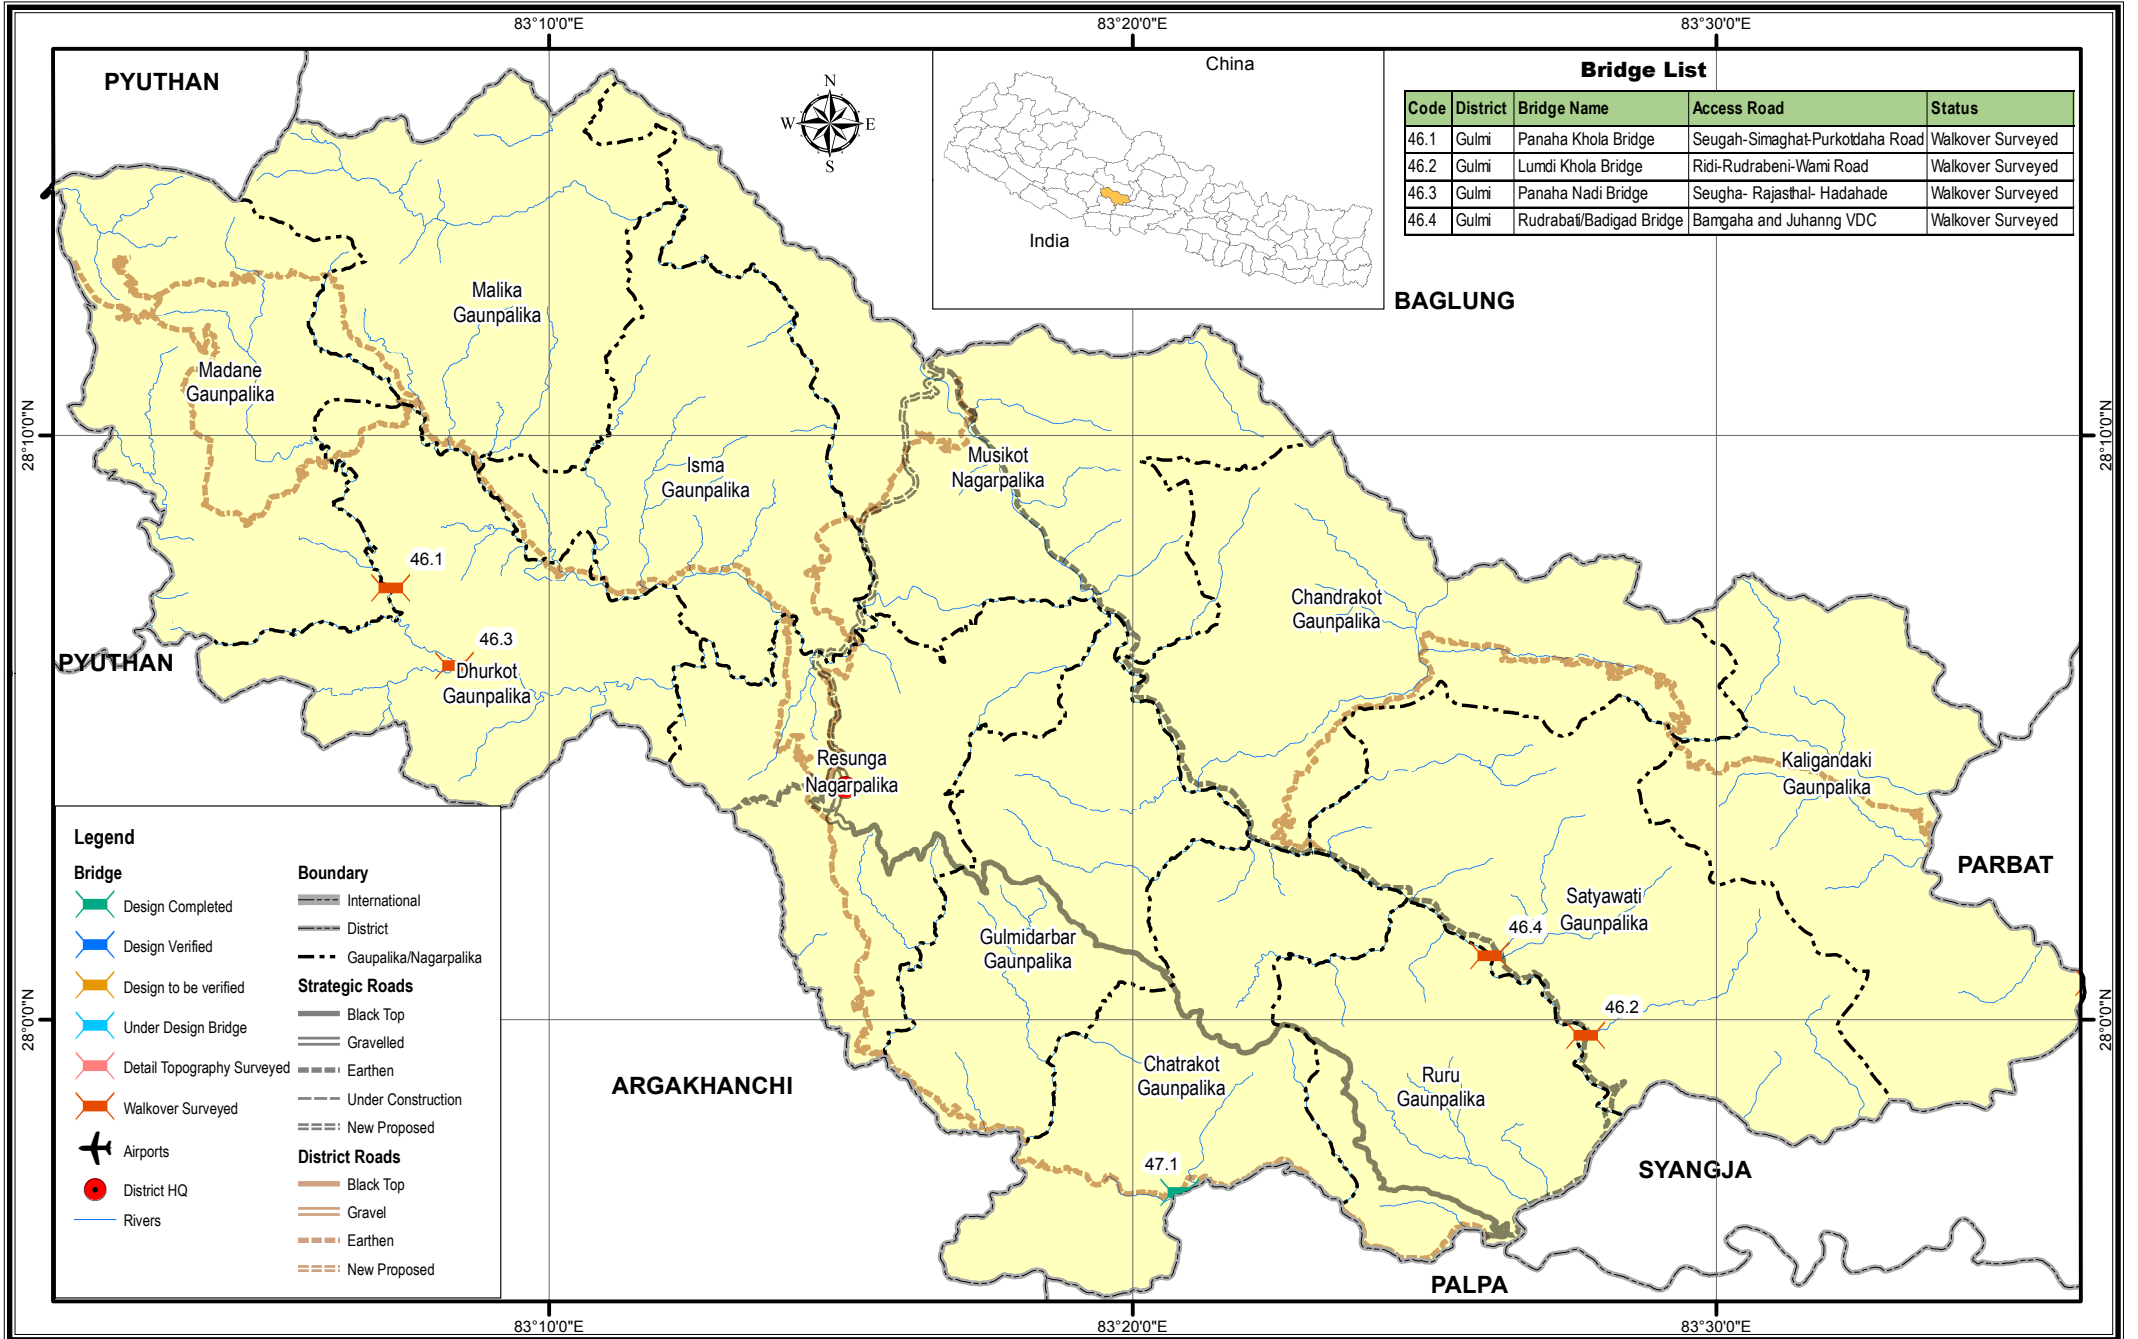 83°10'0"E
83°20'0"E
83°30'0"E
PYUTHAN
N
W
E
S
China
India
Bridge List
Code District Bridge Name Access Road Status
46.1 Gulmi Panaha Khola Bridge Seugah-Simaghat-Purkotdaha Road Walkover Surveyed
46.2 Gulmi Lumdi Khola Bridge Ridi-Rudrabeni-Wami Road Walkover Surveyed
46.3 Gulmi Panaha Nadi Bridge Seugha- Rajasthal- Hadahade Walkover Surveyed
46.4 Gulmi Rudrabati/Badigad Bridge Bamgaha and Juhanng VDC Walkover Surveyed
BAGLUNG
Malika
Gaunpalika
Madane
Gaunpalika
28°10'0"N
28°10'0"N
Isma
Gaunpalika
Musikot
Nagarpalika
46.1
Chandrakot
Gaunpalika
46.3
PYUTHAN
Dhurkot
Gaunpalika
Resunga
Nagarpalika
Kaligandaki
Gaunpalika
PARBAT
Satyawati
Gaunpalika
46.4
Gulmidarbar
Gaunpalika
46.2
28°0'0"N
28°0'0"N
Chatrakot
Gaunpalika
Ruru
Gaunpalika
ARGAKHANCHI
47.1
SYANGJA
PALPA
Legend
Bridge
Design Completed
Design Verified
Design to be verified
Under Design Bridge
Detail Topography Surveyed
Walkover Surveyed
Airports
District HQ
Rivers
Boundary
International
District
Gaupalika/Nagarpalika
Strategic Roads
Black Top
Gravelled
Earthen
Under Construction
New Proposed
District Roads
Black Top
Gravel
Earthen
New Proposed
83°10'0"E
83°20'0"E
83°30'0"E